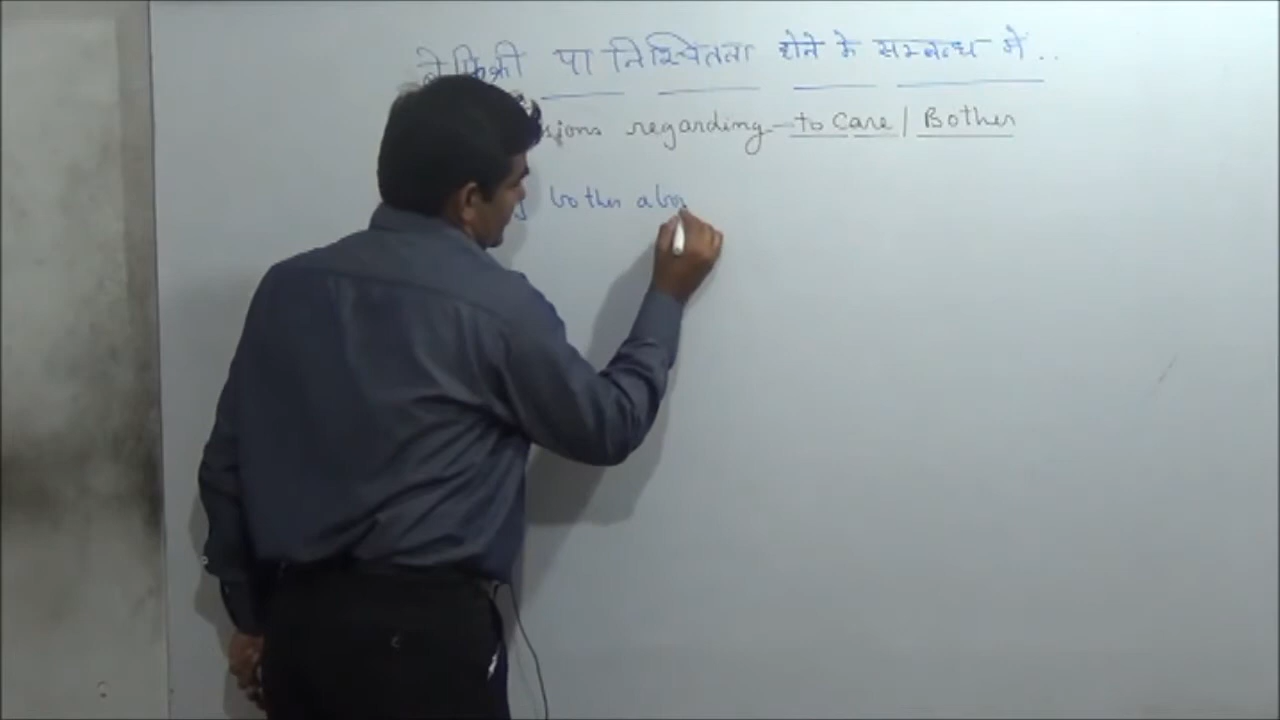 बेफिक्री या निश्चितता होने के सम्बन्ध में..
regarding to Care / Bother
bother